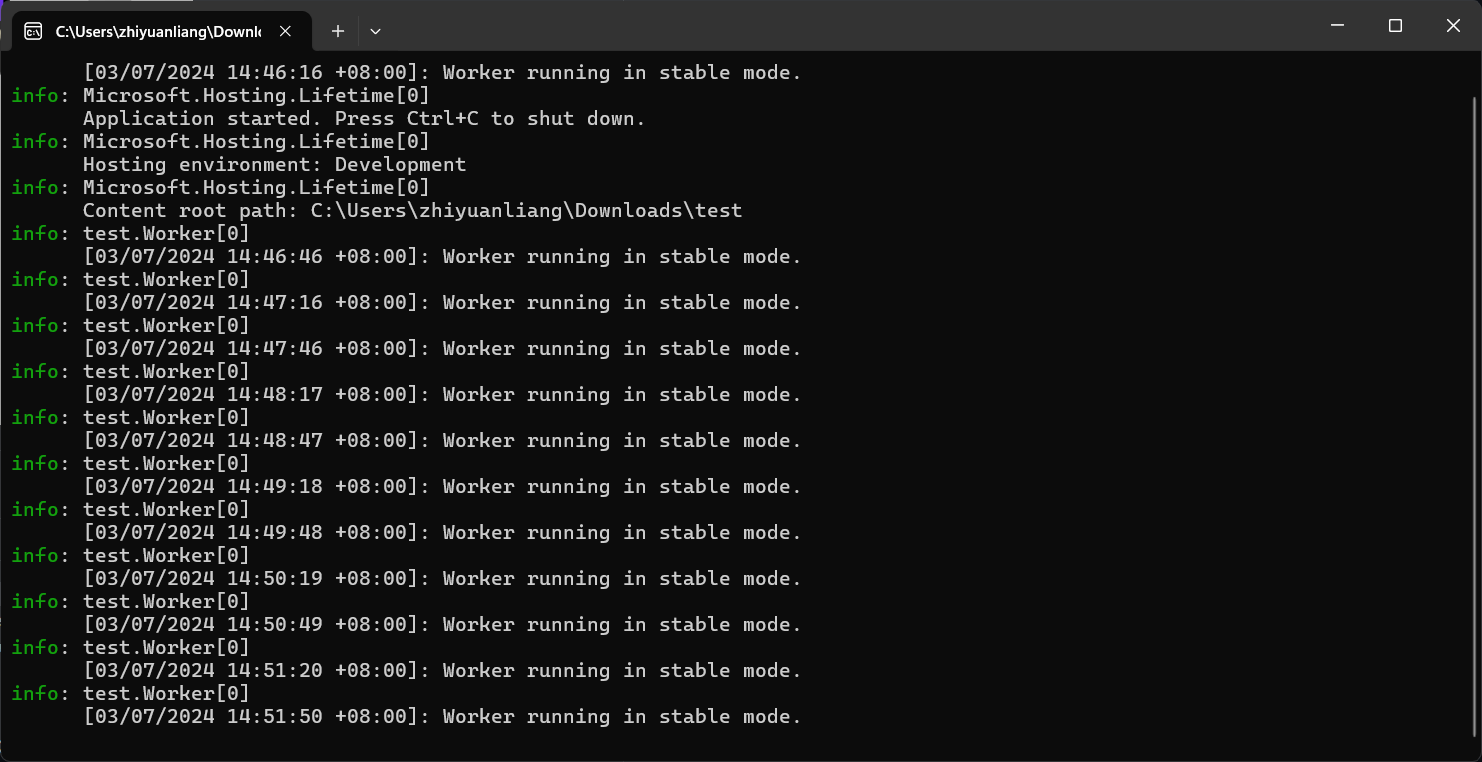 C:\Users\zhiyuanliang\Downl
[03/07/2024 14:46:16 +08:00]: Worker running in stable mode.
info: Microsoft.Hosting.Lifetime[0]
Application started. Press Ctrl+C to shut down.
info: Microsoft.Hosting.Lifetime[0]
Hosting environment: Development
info: Microsoft.Hosting.Lifetime[0]
Content root path: C:\Users\zhiyuanliang\Downloads\test
info: test.Worker[0]
[03/07/2024 14:46:46 +08:00]: Worker running in stable mode.
info: test.Worker[0]
[03/07/2024 14:47:16 +08:00]: Worker running in stable mode.
info: test.Worker[0]
[03/07/2024 14:47:46 +08:00]: Worker running in stable mode.
info: test.Worker[0]
[03/07/2024 14:48:17 +08:00]: Worker running in stable mode.
info: test.Worker[0]
[03/07/2024 14:48:47 +08:00]: Worker running in stable mode.
info: test.Worker[0]
[03/07/2024 14:49:18 +08:00]: Worker running in stable mode.
info: test.Worker[0]
[03/07/2024 14:49:48 +08:00]: Worker running in stable mode.
info: test.Worker[0]
[03/07/2024 14:50:19 +08:00]: Worker running in stable mode.
info: test.Worker[0]
[03/07/2024 14:50:49 +08:00]: Worker running in stable mode.
info: test.Worker[0]
[03/07/2024 14:51:20 +08:00]: Worker running in stable mode.
info: test.Worker[0]
[03/07/2024 14:51:50 +08:00]: Worker running in stable mode.